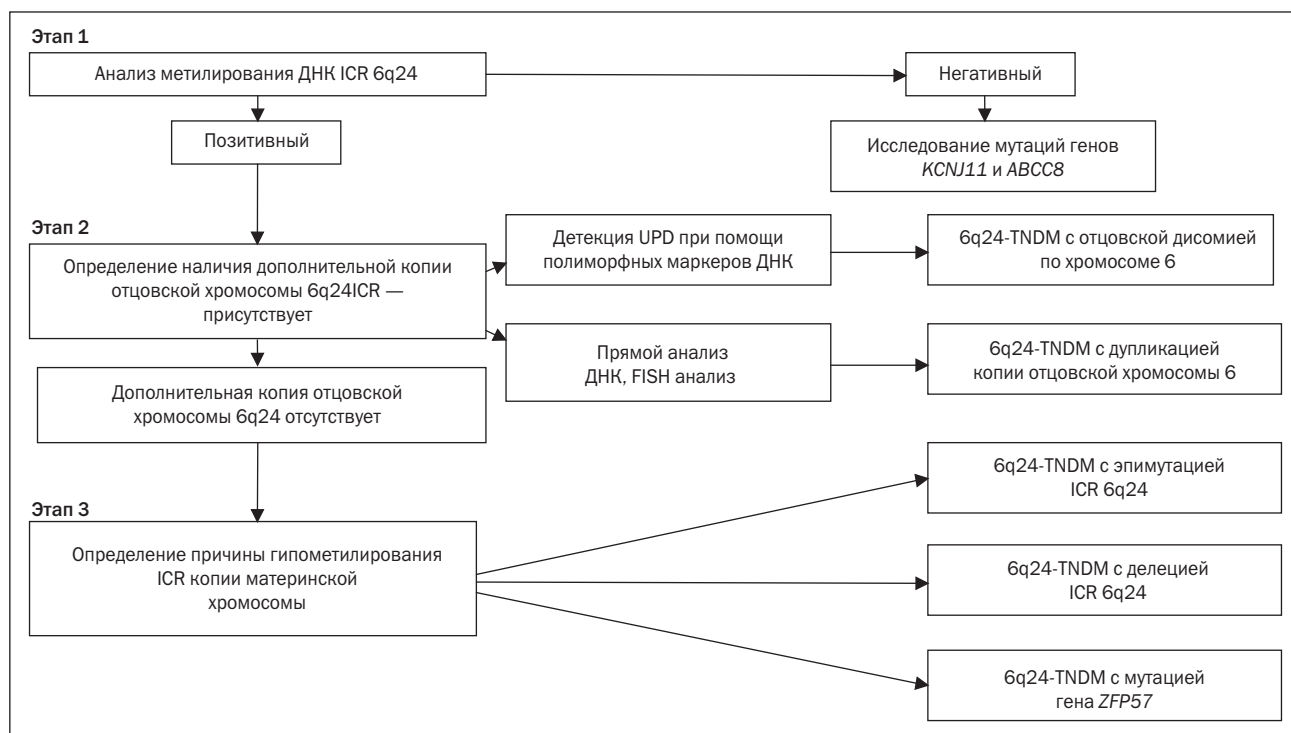 Этап 1
Анализ метилирования ДНК ICR 6q24
Негативный
Позитивный
Исследование мутаций генов
KCNJ11 и ABCC8
Этап 2
Определение наличия дополнительной копии
отцовской хромосомы 6q24ICR —
присутствует
Детекция UPD при помощи
полиморфных маркеров ДНК
6q24-TNDM с отцовской дисомией
по хромосоме 6
Прямой анализ
ДНК, FISH анализ
6q24-TNDM с дупликацией
копии отцовской хромосомы 6
Дополнительная копия отцовской
хромосомы 6q24 отсутствует
Этап 3
Определение причины гипометилирования
ICR копии материнской
хромосомы
6q24-TNDM с эпимутацией
ICR 6q24
6q24-TNDM с делецией
ICR 6q24
6q24-TNDM с мутацией
гена ZFP57